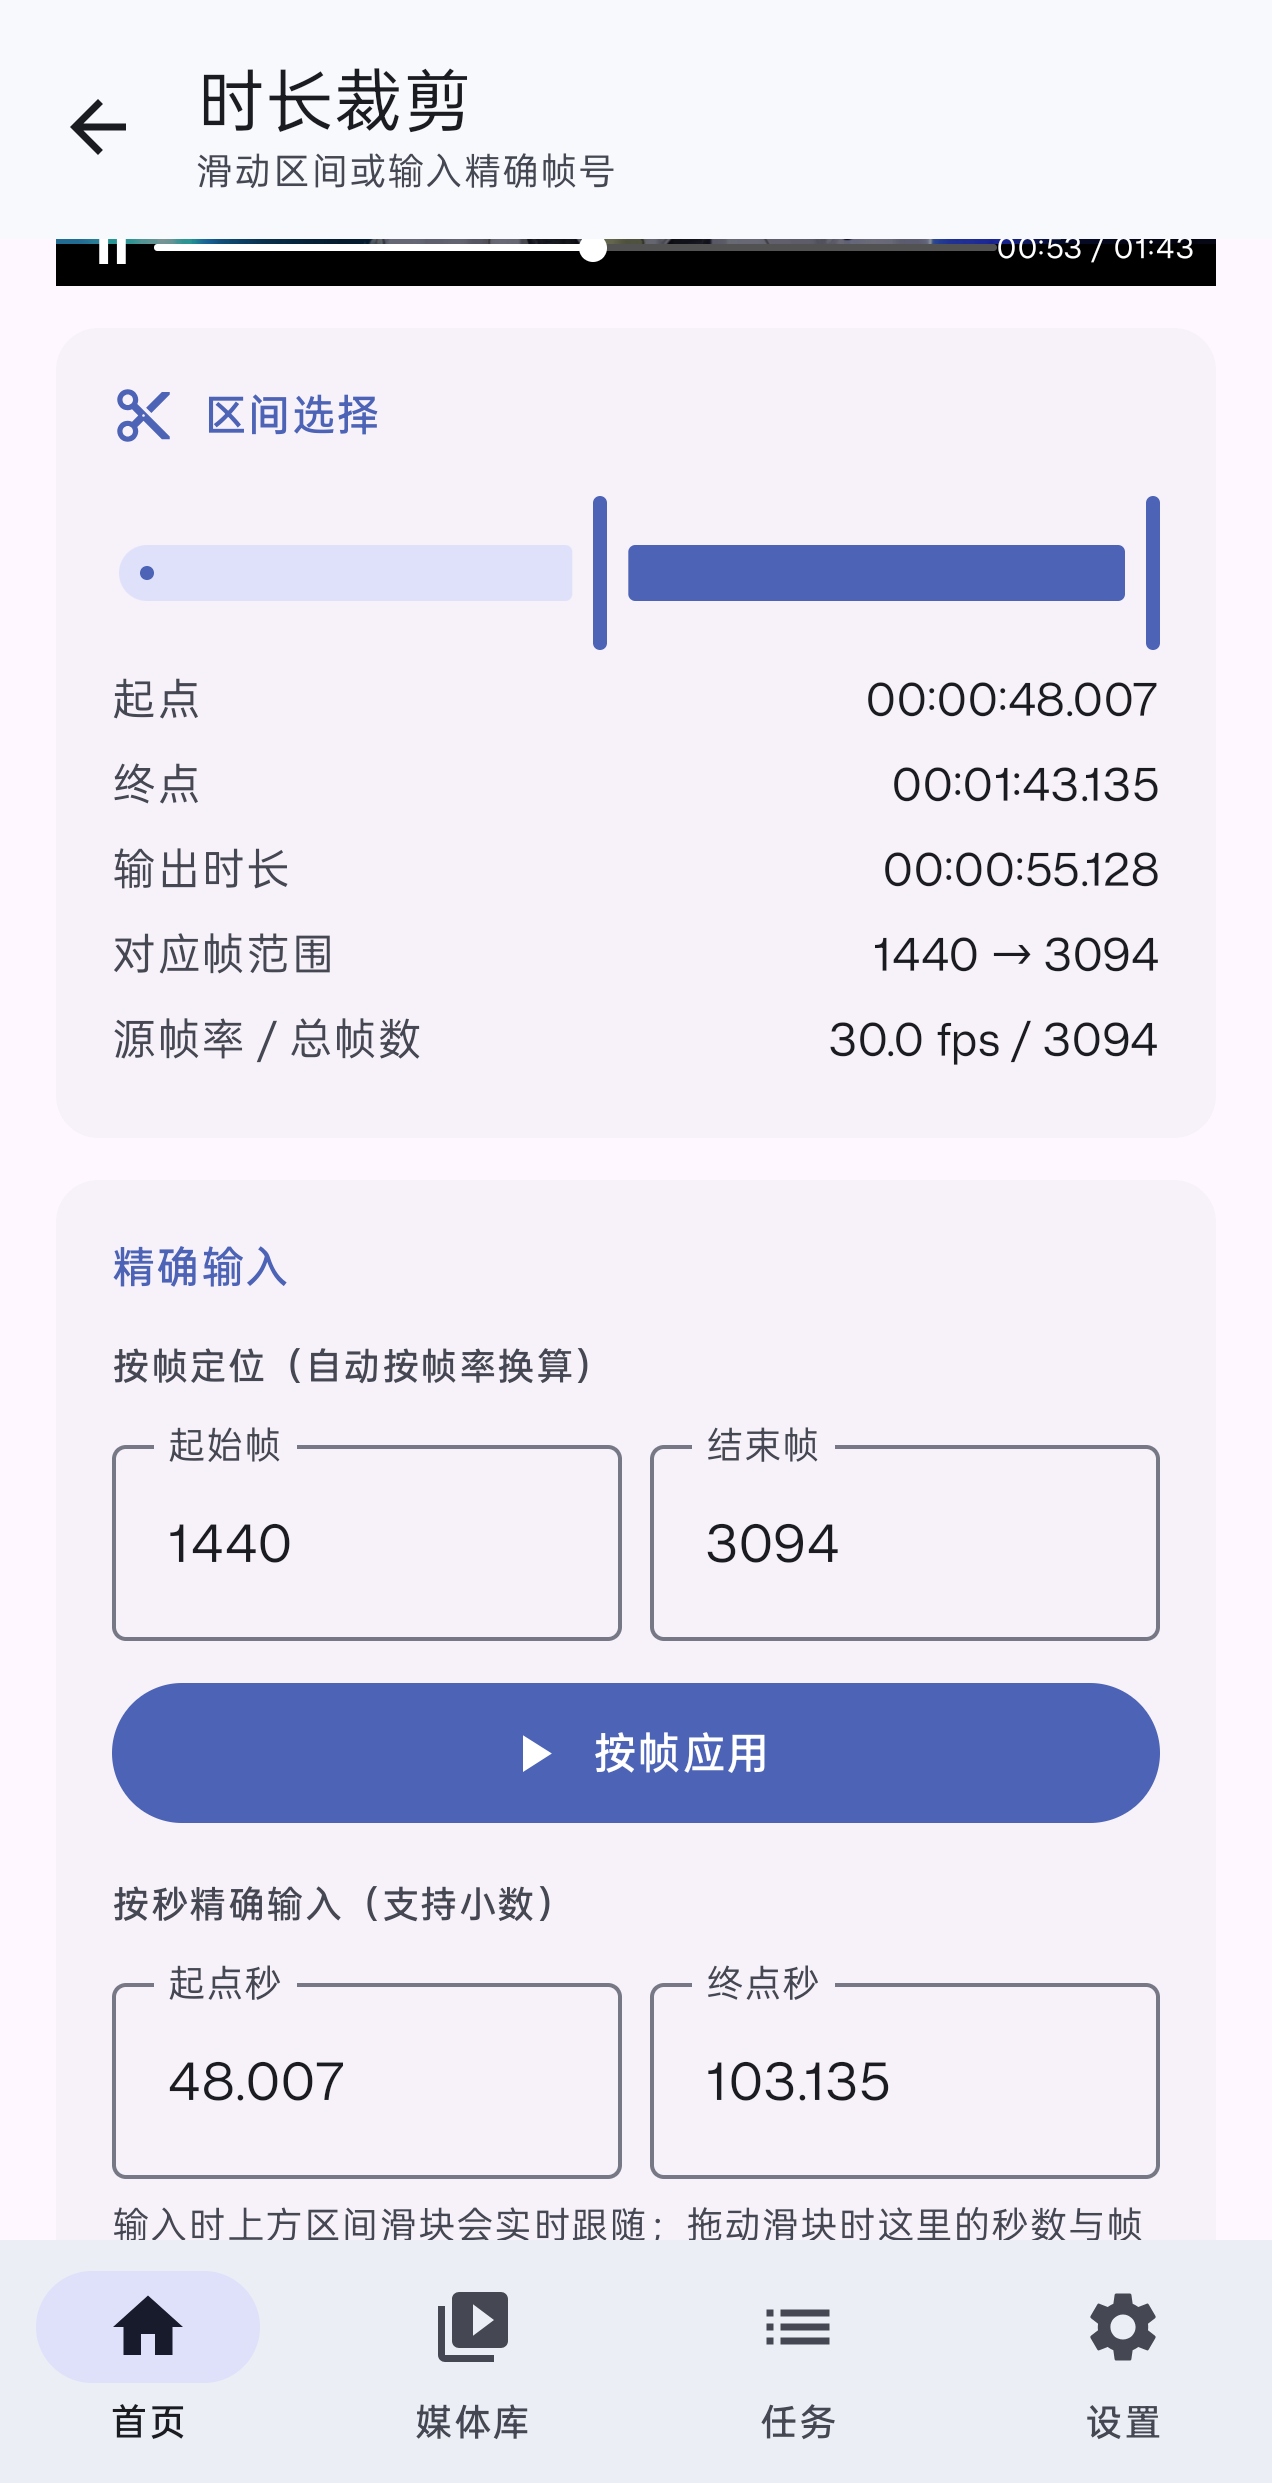 时长裁剪
滑动区间或输入精确帧号
00:53 / 01:43
区间选择
起点 00:00:48.007
终点 00:01:43.135
输出时长 00:00:55.128
对应帧范围 1440 → 3094
源帧率 / 总帧数 30.0 fps / 3094
精确输入
按帧定位（自动按帧率换算）
起始帧 结束帧
1440 3094
按帧应用
按秒精确输入（支持小数）
起点秒 终点秒
48.007 103.135
输入时上方区间滑块会实时跟随；拖动滑块时这里的秒数与帧
首页 媒体库 任务 设置